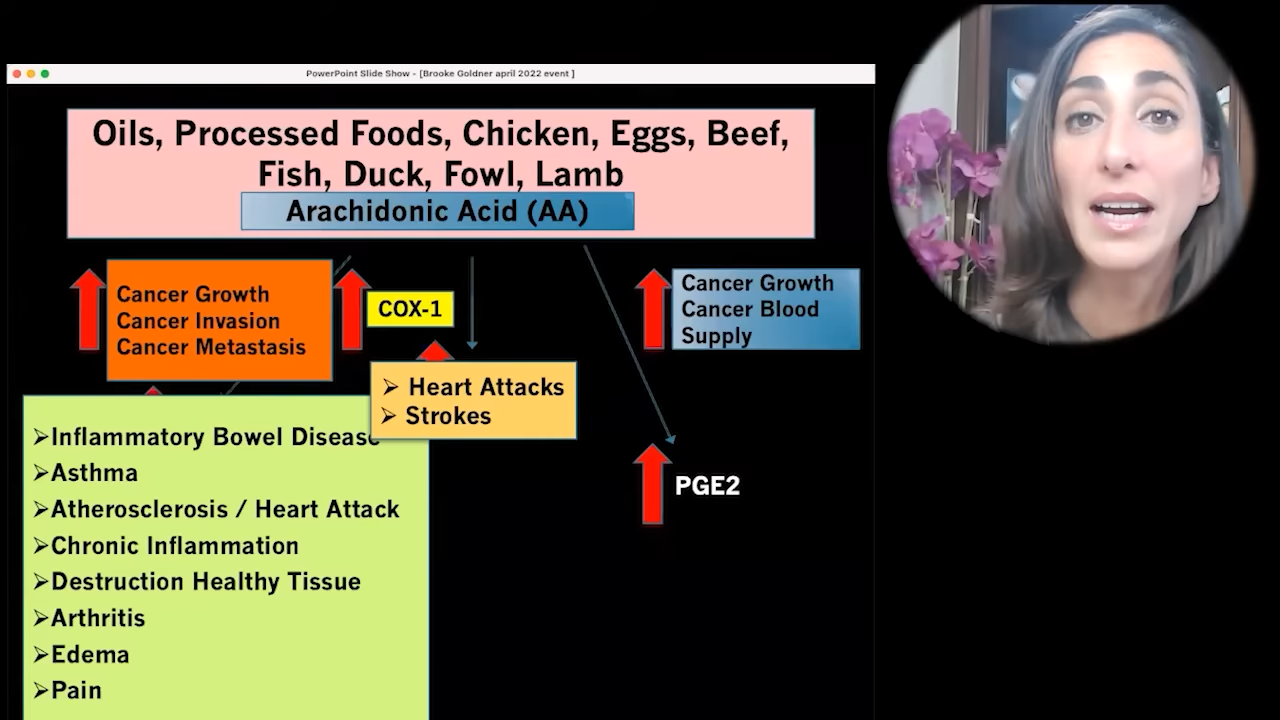 PowerPoint Slide Show - [Brooke Goldner april 2022 event ]
Oils, Processed Foods, Chicken, Eggs, Beef,
Fish, Duck, Fowl, Lamb
Arachidonic Acid (AA)
Cancer Growth
Cancer Invasion
Cancer Metastasis
COX-1
➢ Heart Attacks
➢ Strokes
Cancer Growth
Cancer Blood
Supply
PGE2
➢Inflammatory Bowel Disease
➢Asthma
➢Atherosclerosis / Heart Attack
➢Chronic Inflammation
➢Destruction Healthy Tissue
➢Arthritis
➢Edema
➢Pain